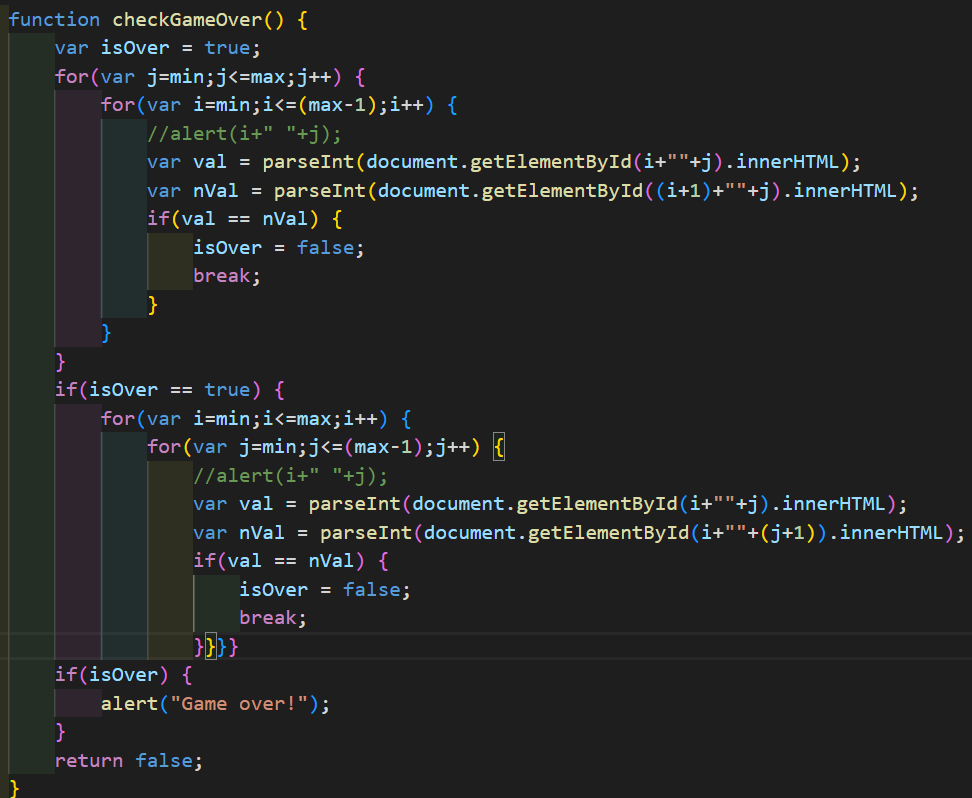 function checkGameOver() {
    var isOver = true;
    for(var j=min;j<=max;j++) {
        for(var i=min;i<=(max-1);i++) {
            //alert(i+" "+j);
            var val = parseInt(document.getElementById(i+""+j).innerHTML);
            var nVal = parseInt(document.getElementById((i+1)+""+j).innerHTML);
            if(val == nVal) {
                isOver = false;
                break;
            }
        }
    }
    if(isOver == true) {
        for(var i=min;i<=max;i++) {
            for(var j=min;j<=(max-1);j++) {
                //alert(i+" "+j);
                var val = parseInt(document.getElementById(i+""+j).innerHTML);
                var nVal = parseInt(document.getElementById(i+""+(j+1)).innerHTML);
                if(val == nVal) {
                    isOver = false;
                    break;
                }}}}
    if(isOver) {
        alert("Game over!");
    }
    return false;
}